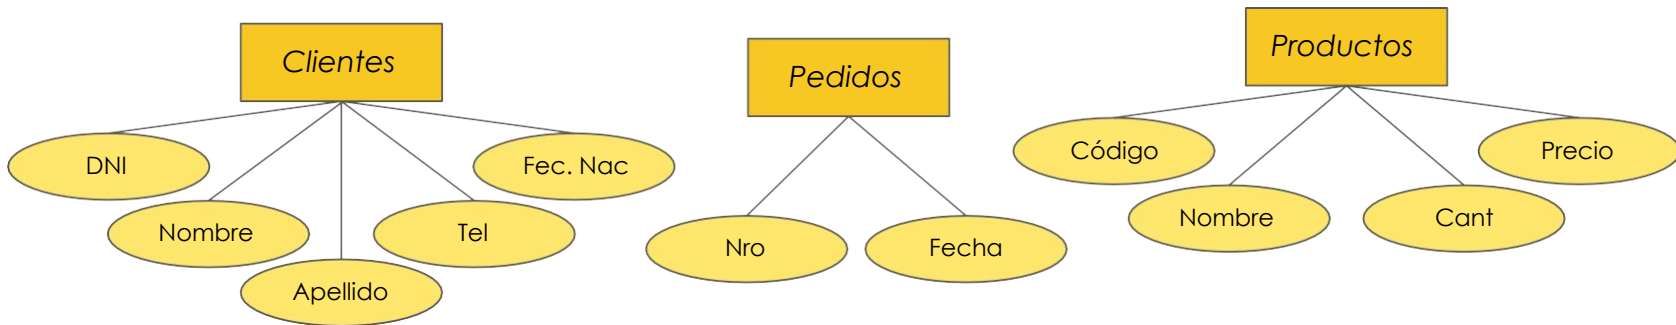 Clientes
DNI
Nombre
Apellido
Tel
Fec. Nac
Pedidos
Nro
Fecha
Productos
Código
Nombre
Cant
Precio